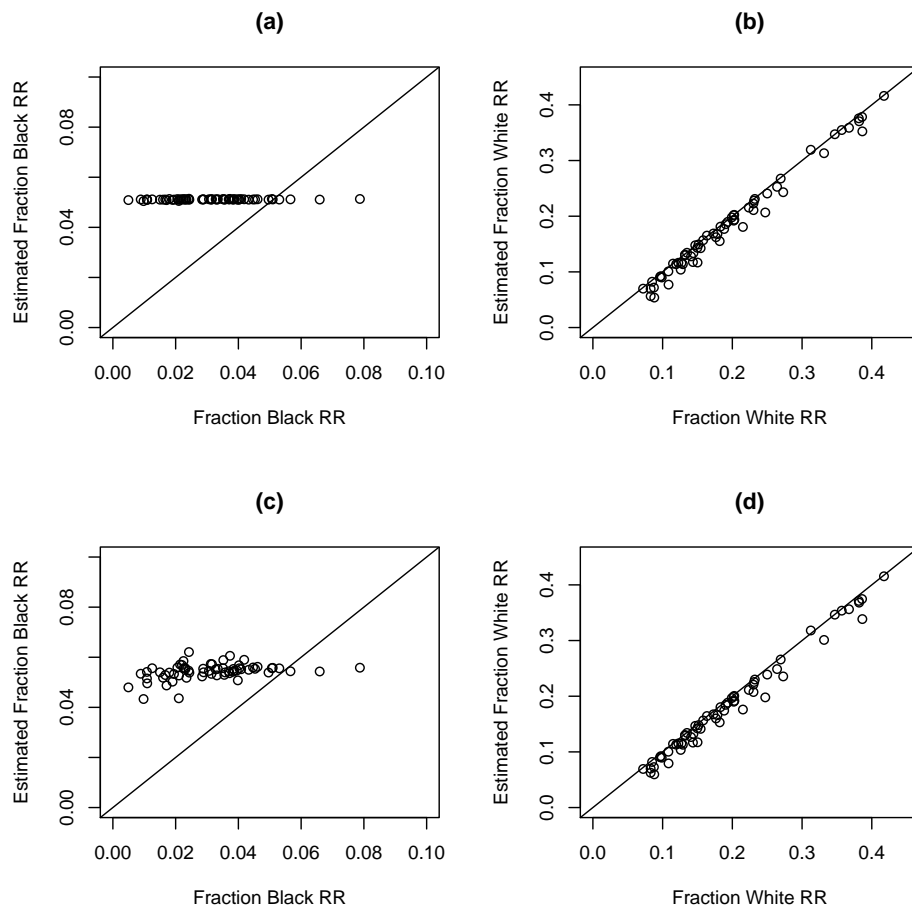 (a)
Estimated Fraction Black RR
0.00 0.04 0.08
0.00 0.02 0.04 0.06 0.08 0.10
Fraction Black RR
(b)
Estimated Fraction White RR
0.0 0.1 0.2 0.3 0.4
0.0 0.1 0.2 0.3 0.4
Fraction White RR
(c)
Estimated Fraction Black RR
0.00 0.04 0.08
0.00 0.02 0.04 0.06 0.08 0.10
Fraction Black RR
(d)
Estimated Fraction White RR
0.0 0.1 0.2 0.3 0.4
0.0 0.1 0.2 0.3 0.4
Fraction White RR